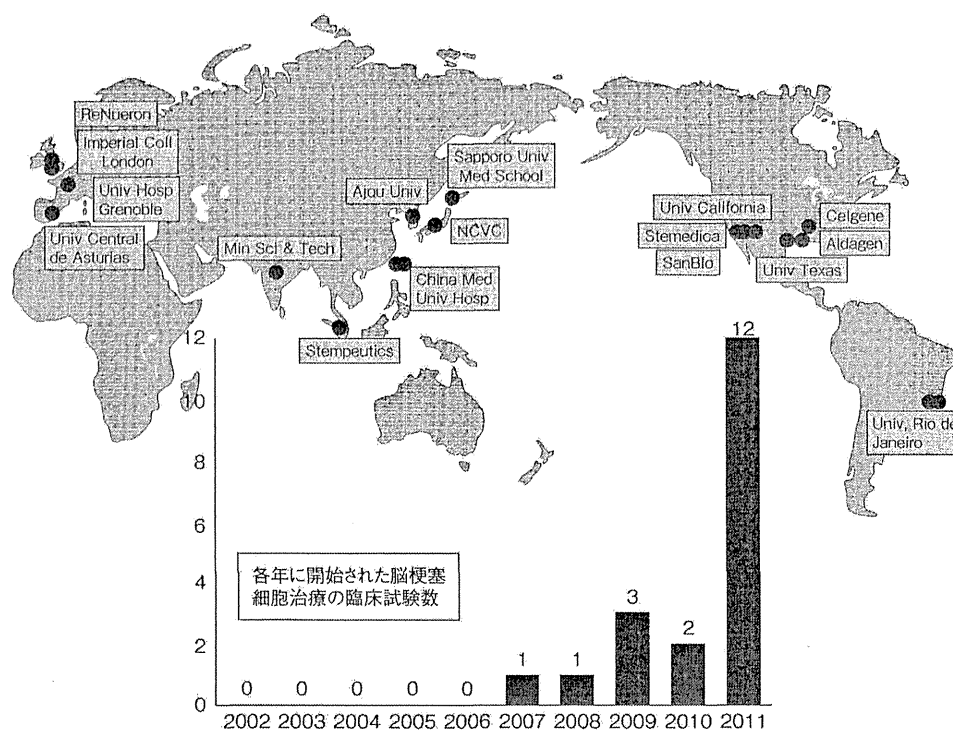 ReNueron
Imperial Coll
London
Univ Hosp
Grenoble
Univ Central
de Asturias
Min Sci & Tech
Ajou Univ
Sapporo Univ
Med School
NCVC
China Med
Univ Hosp
Stempeutics
Univ California
Stemedica
SanBio
Celgene
Aldagen
Univ Texas
Univ, Rio de
Janeiro
12
10
8
6
4
2
0
各年に開始された脳梗塞
細胞治療の臨床試験数
0 0 0 0 0 1 1 3 2 12
2002 2003 2004 2005 2006 2007 2008 2009 2010 2011